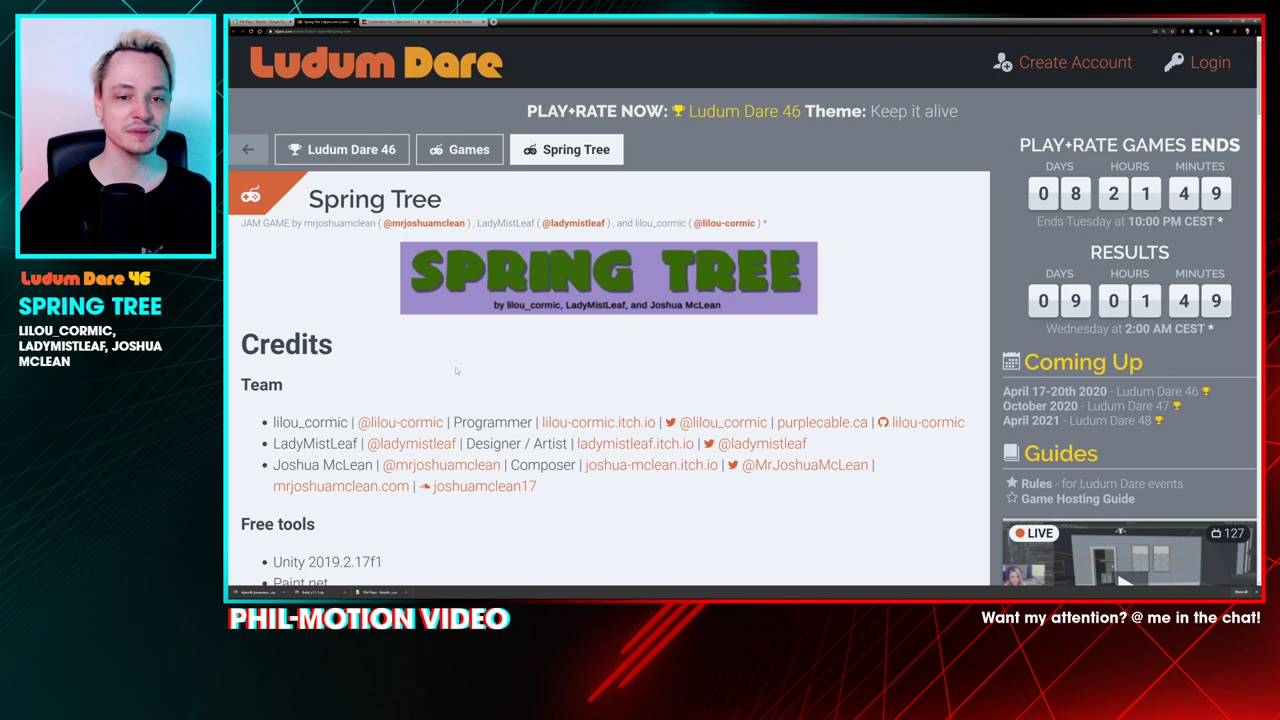 Ludum Dare
Create Account
Login
PLAY+RATE NOW: Ludum Dare 46 Theme: Keep it alive
Ludum Dare 46
Games
Spring Tree
Spring Tree
JAM GAME by mrjoshuamclean ( @mrjoshuamclean ) , LadyMistLeaf ( @ladymistleaf ) , and lilou_cormic ( @lilou-cormic ) *
SPRING TREE
by lilou_cormic, LadyMistLeaf, and Joshua McLean
Credits
Team
• lilou_cormic | @lilou-cormic | Programmer | lilou-cormic.itch.io | @lilou_cormic | purplecable.ca | lilou-cormic
• LadyMistLeaf | @ladymistleaf | Designer / Artist | ladymistleaf.itch.io | @ladymistleaf
• Joshua McLean | @mrjoshuamclean | Composer | joshua-mclean.itch.io | @MrJoshuaMcLean |
mrjoshuamclean.com | joshuamclean17
Free tools
• Unity 2019.2.17f1
• Paint.net
PLAY+RATE GAMES ENDS
DAYS HOURS MINUTES
0 8 2 1 4 9
Ends Tuesday at 10:00 PM CEST *
RESULTS
DAYS HOURS MINUTES
0 9 0 1 4 9
Wednesday at 2:00 AM CEST *
Coming Up
April 17-20th 2020 - Ludum Dare 46
October 2020 - Ludum Dare 47
April 2021 - Ludum Dare 48
Guides
Rules - for Ludum Dare events
Game Hosting Guide
LIVE
127
Ludum Dare 46
SPRING TREE
LILOU_CORMIC,
LADYMISTLEAF, JOSHUA
MCLEAN
PHIL-MOTION VIDEO
Want my attention? @ me in the chat!